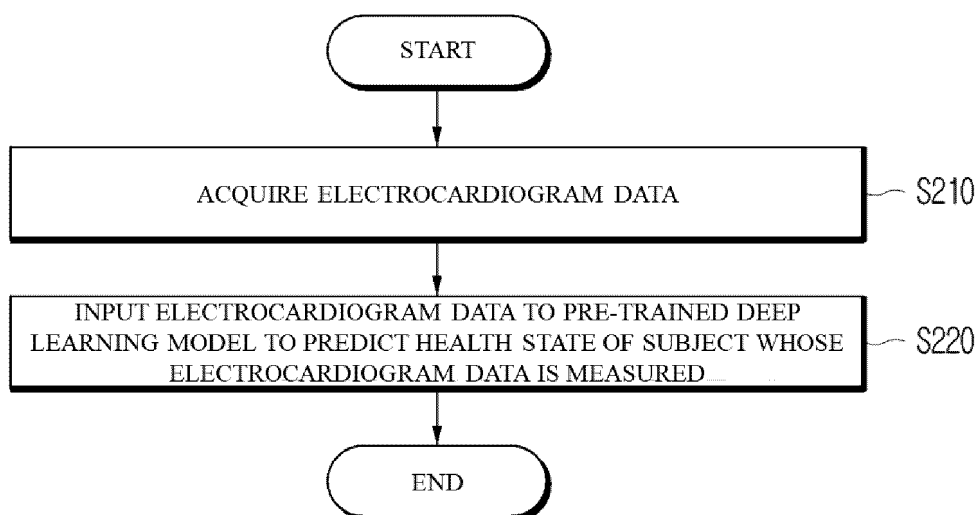 START
ACQUIRE ELECTROCARDIOGRAM DATA
S210
INPUT ELECTROCARDIOGRAM DATA TO PRE-TRAINED DEEP
LEARNING MODEL TO PREDICT HEALTH STATE OF SUBJECT WHOSE
ELECTROCARDIOGRAM DATA IS MEASURED
S220
END